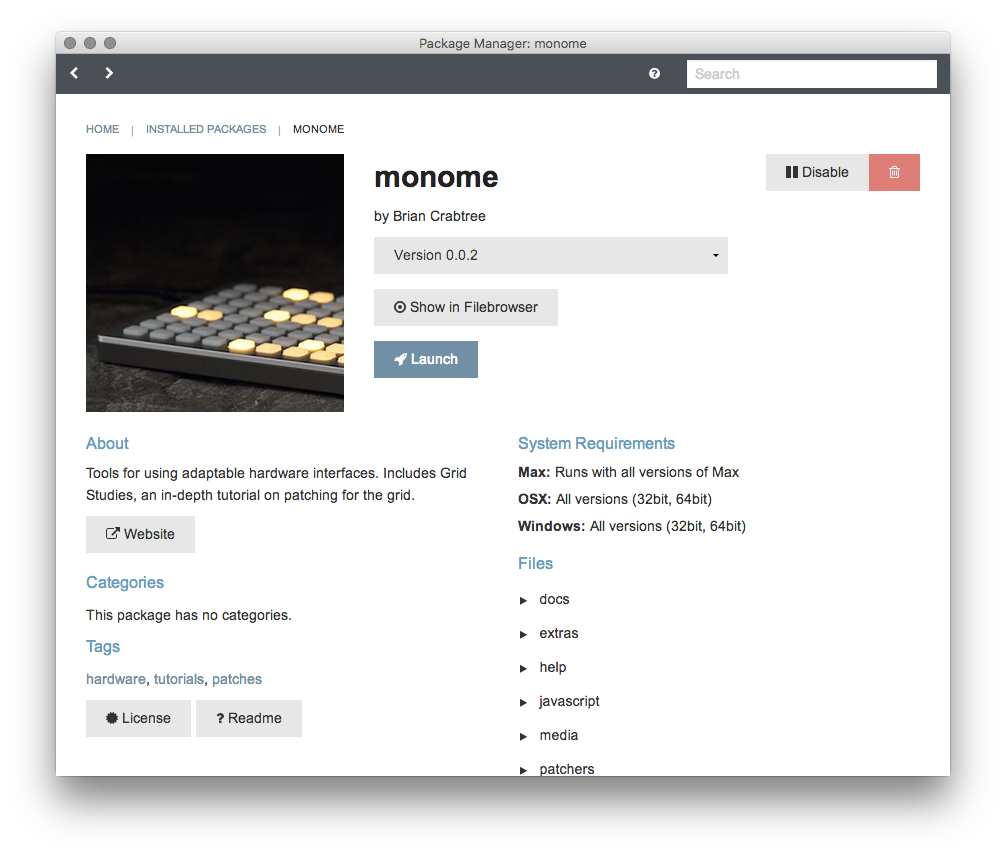 Package Manager: monome
Search
HOME | INSTALLED PACKAGES | MONOME
monome
Disable
by Brian Crabtree
Version 0.0.2
Show in Filebrowser
Launch
About
Tools for using adaptable hardware interfaces. Includes Grid
Studies, an in-depth tutorial on patching for the grid.
Website
Categories
This package has no categories.
Tags
hardware, tutorials, patches
License
? Readme
System Requirements
Max: Runs with all versions of Max
OSX: All versions (32bit, 64bit)
Windows: All versions (32bit, 64bit)
Files
docs
extras
help
javascript
media
patchers